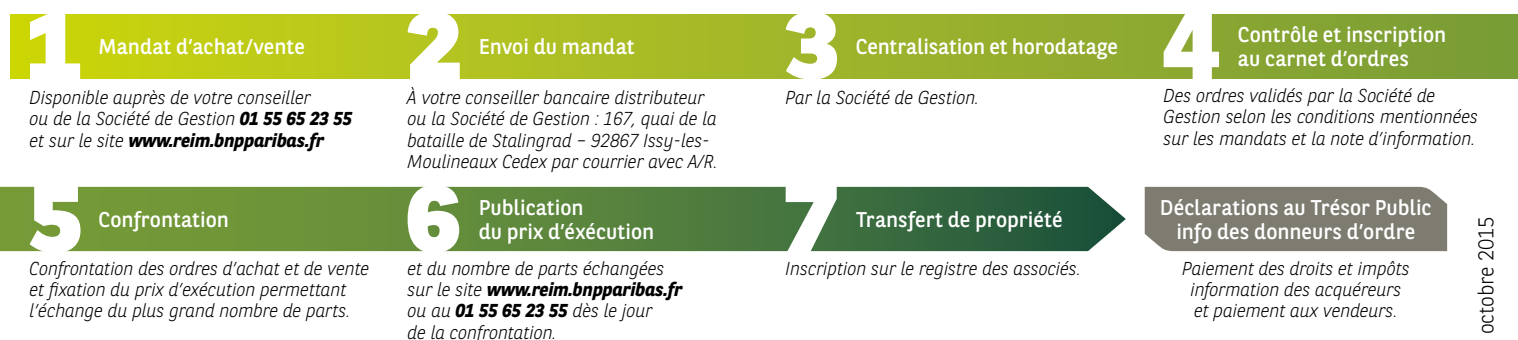 1 Mandat d'achat/vente
Disponible auprès de votre conseiller
ou de la Société de Gestion 01 55 65 23 55
et sur le site www.reim.bnpparibas.fr
2 Envoi du mandat
À votre conseiller bancaire distributeur
ou la Société de Gestion : 167, quai de la
bataille de Stalingrad – 92867 Issy-les-
Moulineaux Cedex par courrier avec A/R.
3 Centralisation et horodatage
Par la Société de Gestion.
4 Contrôle et inscription
au carnet d'ordres
Des ordres validés par la Société de
Gestion selon les conditions mentionnées
sur les mandats et la note d'information.
5 Confrontation
Confrontation des ordres d'achat et de vente
et fixation du prix d'exécution permettant
l'échange du plus grand nombre de parts.
6 Publication
du prix d'éxécution
et du nombre de parts échangées
sur le site www.reim.bnpparibas.fr
ou au 01 55 65 23 55 dès le jour
de la confrontation.
7 Transfert de propriété
Inscription sur le registre des associés.
Déclarations au Trésor Public
info des donneurs d'ordre
Paiement des droits et impôts
information des acquéreurs
et paiement aux vendeurs.
octobre 2015